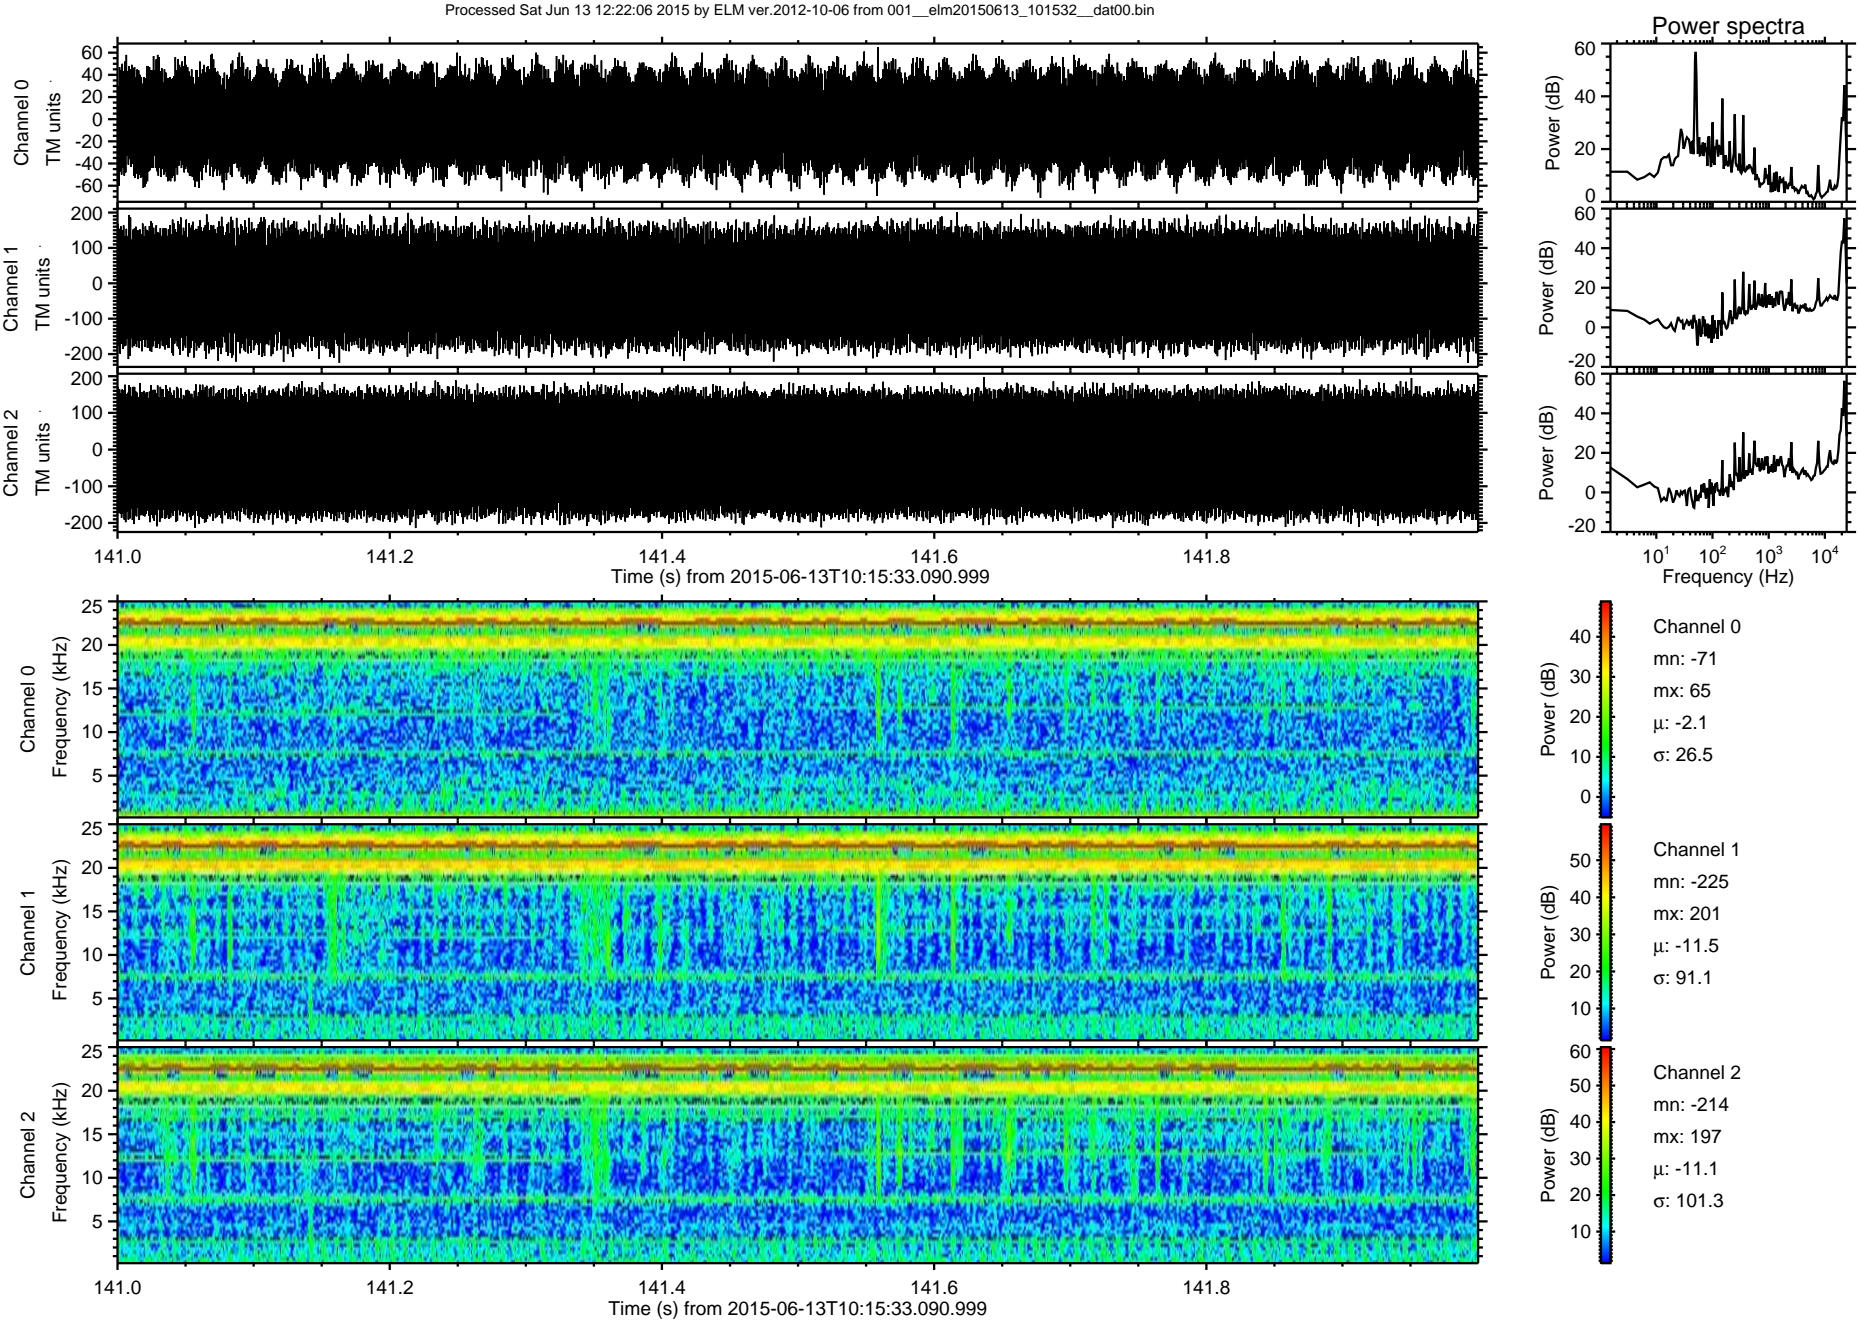 Processed Sat Jun 13 12:22:06 2015 by ELM ver.2012-10-06 from 001__elm20150613_101532__dat00.bin
Power spectra
Channel 0
TM units
60
40
20
0
-20
-40
-60
Power (dB)
60
40
20
0
Channel 1
TM units
200
100
0
-100
-200
Power (dB)
60
40
20
0
-20
Channel 2
TM units
200
100
0
-100
-200
Power (dB)
60
40
20
0
-20
141.0 141.2 141.4 141.6 141.8
Time (s) from 2015-06-13T10:15:33.090.999
10¹ 10² 10³ 10⁴
Frequency (Hz)
Channel 0
Frequency (kHz)
25
20
15
10
5
Power (dB)
40
30
20
10
0
Channel 0
mn: -71
mx: 65
μ: -2.1
σ: 26.5
Channel 1
Frequency (kHz)
25
20
15
10
5
Power (dB)
50
40
30
20
10
Channel 1
mn: -225
mx: 201
μ: -11.5
σ: 91.1
Channel 2
Frequency (kHz)
25
20
15
10
5
Power (dB)
60
50
40
30
20
10
Channel 2
mn: -214
mx: 197
μ: -11.1
σ: 101.3
141.0 141.2 141.4 141.6 141.8
Time (s) from 2015-06-13T10:15:33.090.999